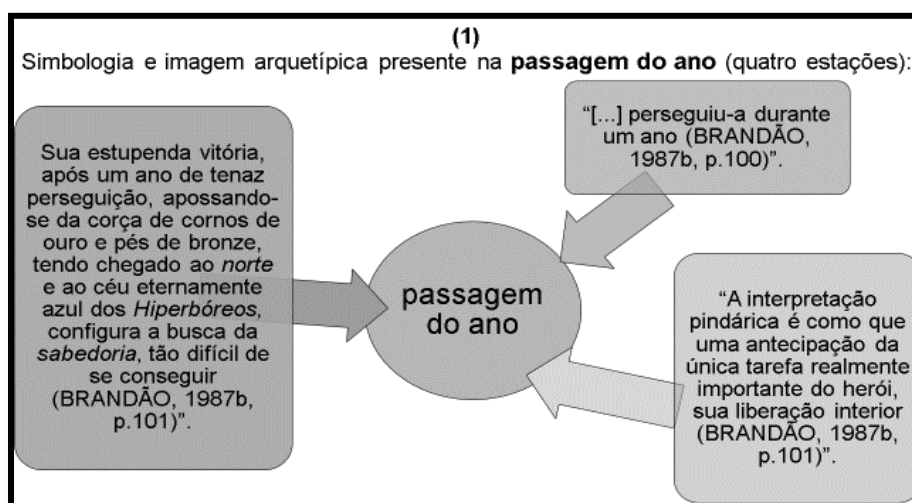 (1)
Simbologia e imagem arquetípica presente na passagem do ano (quatro estações):
Sua estupenda vitória,
após um ano de tenaz
perseguição, apossando-
se da corça de cornos de
ouro e pés de bronze,
tendo chegado ao norte
e ao céu eternamente
azul dos Hiperbóreos,
configura a busca da
sabedoria, tão difícil de
se conseguir
(BRANDÃO, 1987b,
p.101)”.
“[...] perseguiu-a durante
um ano (BRANDÃO,
1987b, p.100)”.
passagem
do ano
“A interpretação
pindárica é como que
uma antecipação da
única tarefa realmente
importante do herói,
sua liberação interior
(BRANDÃO, 1987b,
p.101)”.